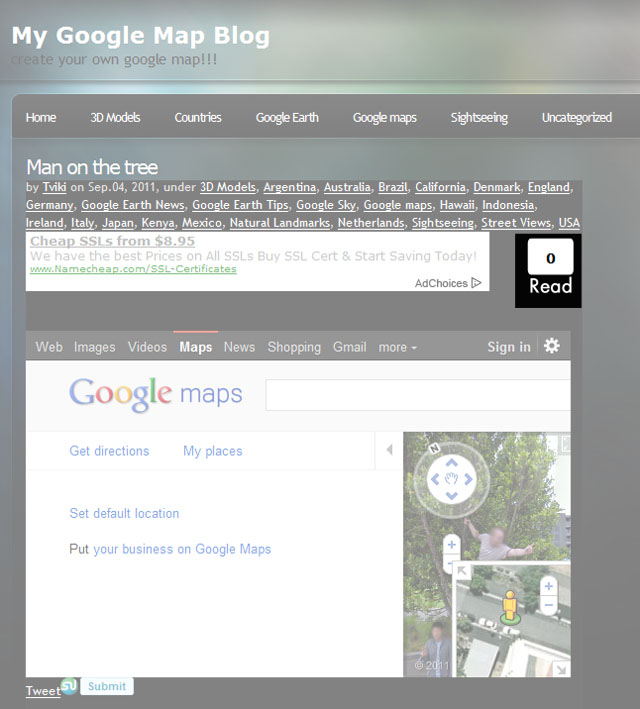 My Google Map Blog
create your own google map!!!
Home 3D Models Countries Google Earth Google maps Sightseeing Uncategorized
Man on the tree
by Tviki on Sep.04, 2011, under 3D Models, Argentina, Australia, Brazil, California, Denmark, England,
Germany, Google Earth News, Google Earth Tips, Google Sky, Google maps, Hawaii, Indonesia,
Ireland, Italy, Japan, Kenya, Mexico, Natural Landmarks, Netherlands, Sightseeing, Street Views, USA
Cheap SSLs from $8.95
We have the best Prices on All SSLs Buy SSL Cert & Start Saving Today!
www.Namecheap.com/SSL-Certificates
AdChoices
0
Read
Web Images Videos Maps News Shopping Gmail more Sign in
Google maps
Get directions My places
N
Set default location
Put your business on Google Maps
© 2011
Tweet Submit